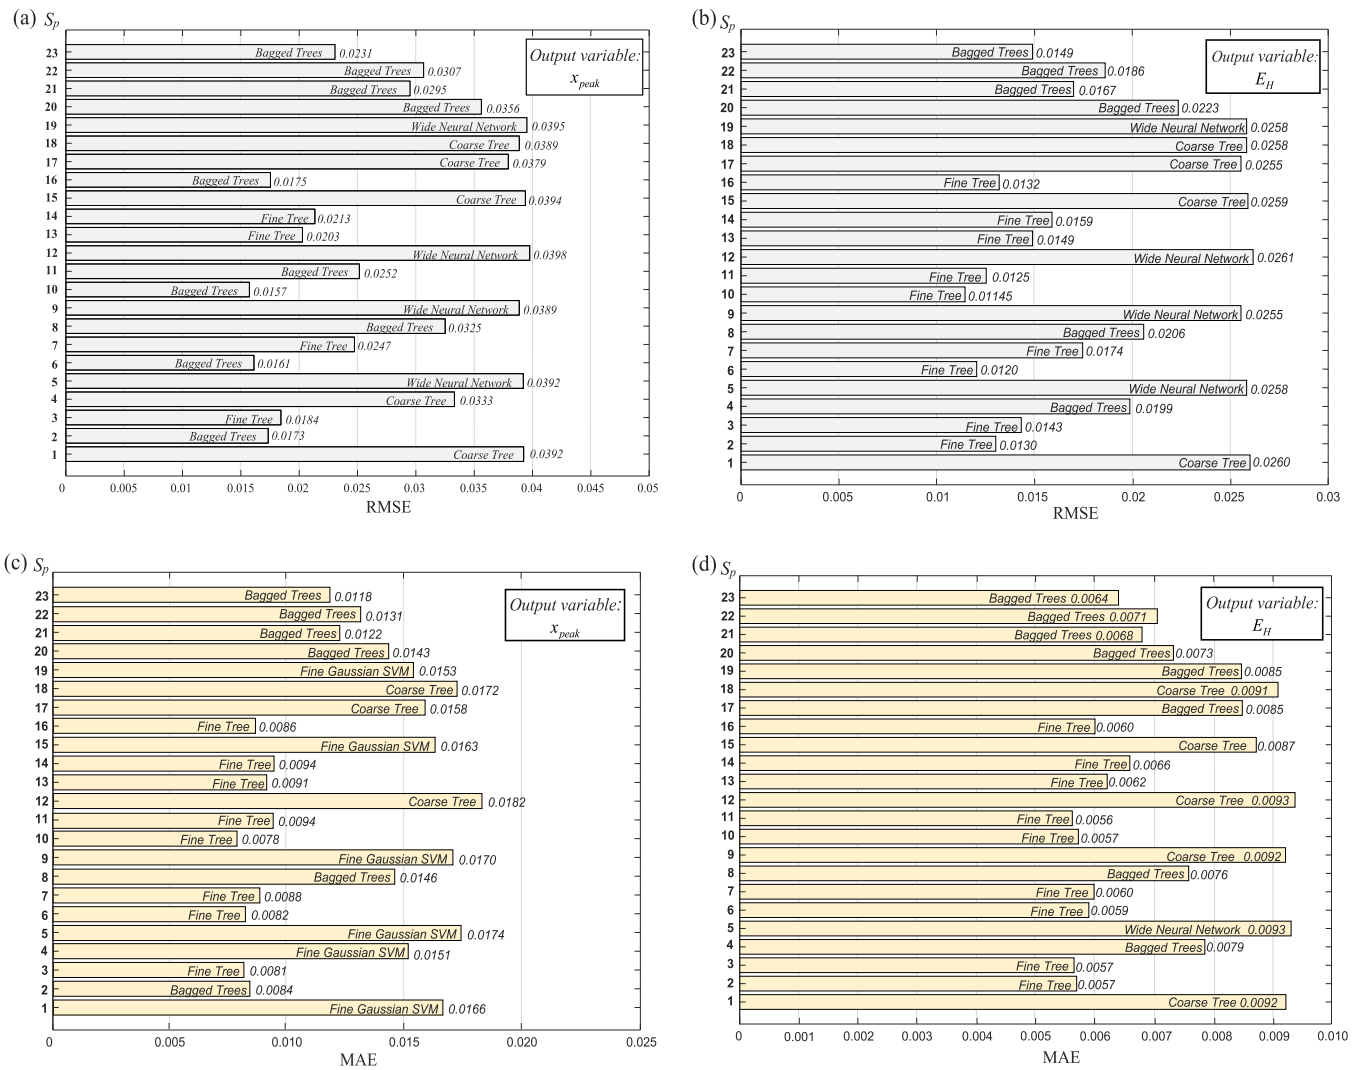 (a) Sp
Output variable:
xpeak
23 Bagged Trees 0.0231
22 Bagged Trees 0.0307
21 Bagged Trees 0.0295
20 Bagged Trees 0.0356
19 Wide Neural Network 0.0395
18 Coarse Tree 0.0389
17 Coarse Tree 0.0379
16 Bagged Trees 0.0175
15 Coarse Tree 0.0394
14 Fine Tree 0.0213
13 Fine Tree 0.0203
12 Wide Neural Network 0.0398
11 Bagged Trees 0.0252
10 Bagged Trees 0.0157
9 Wide Neural Network 0.0389
8 Bagged Trees 0.0325
7 Fine Tree 0.0247
6 Bagged Trees 0.0161
5 Wide Neural Network 0.0392
4 Coarse Tree 0.0333
3 Fine Tree 0.0184
2 Bagged Trees 0.0173
1 Coarse Tree 0.0392
0 0.005 0.01 0.015 0.02 0.025 0.03 0.035 0.04 0.045 0.05
RMSE
(b) Sp
Output variable:
EH
23 Bagged Trees 0.0149
22 Bagged Trees 0.0186
21 Bagged Trees 0.0167
20 Bagged Trees 0.0223
19 Wide Neural Network 0.0258
18 Coarse Tree 0.0258
17 Coarse Tree 0.0255
16 Fine Tree 0.0132
15 Coarse Tree 0.0259
14 Fine Tree 0.0159
13 Fine Tree 0.0149
12 Wide Neural Network 0.0261
11 Fine Tree 0.0125
10 Fine Tree 0.01145
9 Wide Neural Network 0.0255
8 Bagged Trees 0.0206
7 Fine Tree 0.0174
6 Fine Tree 0.0120
5 Wide Neural Network 0.0258
4 Bagged Trees 0.0199
3 Fine Tree 0.0143
2 Fine Tree 0.0130
1 Coarse Tree 0.0260
0 0.005 0.01 0.015 0.02 0.025 0.03
RMSE
(c) Sp
Output variable:
xpeak
23 Bagged Trees 0.0118
22 Bagged Trees 0.0131
21 Bagged Trees 0.0122
20 Bagged Trees 0.0143
19 Fine Gaussian SVM 0.0153
18 Coarse Tree 0.0172
17 Coarse Tree 0.0158
16 Fine Tree 0.0086
15 Fine Gaussian SVM 0.0163
14 Fine Tree 0.0094
13 Fine Tree 0.0091
12 Coarse Tree 0.0182
11 Fine Tree 0.0094
10 Fine Tree 0.0078
9 Fine Gaussian SVM 0.0170
8 Bagged Trees 0.0146
7 Fine Tree 0.0088
6 Fine Tree 0.0082
5 Fine Gaussian SVM 0.0174
4 Fine Gaussian SVM 0.0151
3 Fine Tree 0.0081
2 Bagged Trees 0.0084
1 Fine Gaussian SVM 0.0166
0 0.005 0.010 0.015 0.020 0.025
MAE
(d) Sp
Output variable:
EH
23 Bagged Trees 0.0064
22 Bagged Trees 0.0071
21 Bagged Trees 0.0068
20 Bagged Trees 0.0073
19 Bagged Trees 0.0085
18 Coarse Tree 0.0091
17 Bagged Trees 0.0085
16 Fine Tree 0.0060
15 Coarse Tree 0.0087
14 Fine Tree 0.0066
13 Fine Tree 0.0062
12 Coarse Tree 0.0093
11 Fine Tree 0.0056
10 Fine Tree 0.0057
9 Coarse Tree 0.0092
8 Bagged Trees 0.0076
7 Fine Tree 0.0060
6 Fine Tree 0.0059
5 Wide Neural Network 0.0093
4 Bagged Trees 0.0079
3 Fine Tree 0.0057
2 Fine Tree 0.0057
1 Coarse Tree 0.0092
0 0.001 0.002 0.003 0.004 0.005 0.006 0.007 0.008 0.009 0.010
MAE